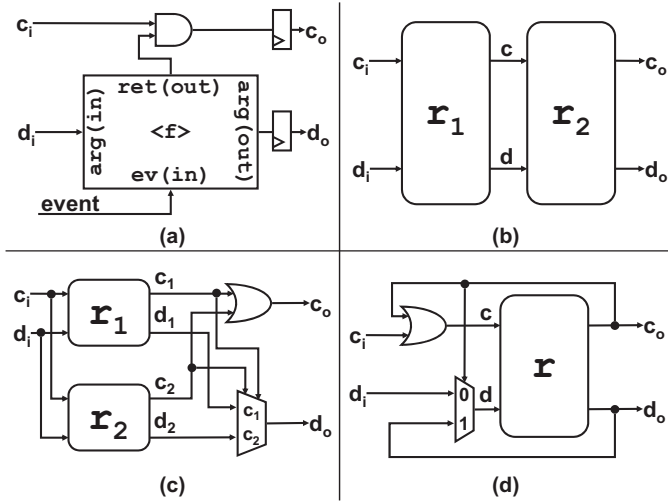 c_i
c_o
ret(out)
arg(in)
<f>
arg(out)
d_i
d_o
ev(in)
event
(a)
c_i
c
c_o
r_1
r_2
d_i
d
d_o
(b)
c_i
r_1
c_1
c_o
d_i
d_1
r_2
c_2
d_2
c_1
c_2
d_o
(c)
c
c_i
c_o
r
d_i
0
1
d
d_o
(d)